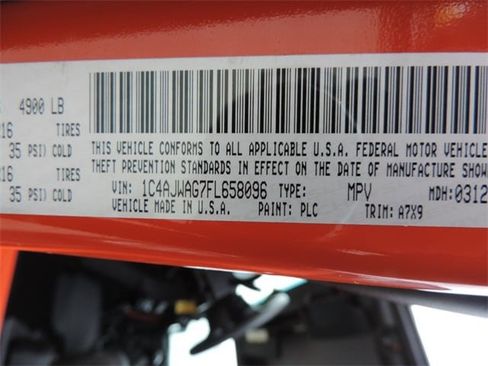 4900 LB
216 TIRES
35 PSI) COLD
216 TIRES
35 PSI) COLD
THIS VEHICLE CONFORMS TO ALL APPLICABLE U.S.A. FEDERAL MOTOR VEHICLE
THEFT PREVENTION STANDARDS IN EFFECT ON THE DATE OF MANUFACTURE SHOW
VIN: 1C4AJWAG7FL658096 TYPE: MPV MDH:0312
VEHICLE MADE IN U.S.A. PAINT: PLC TRIM: A7X9